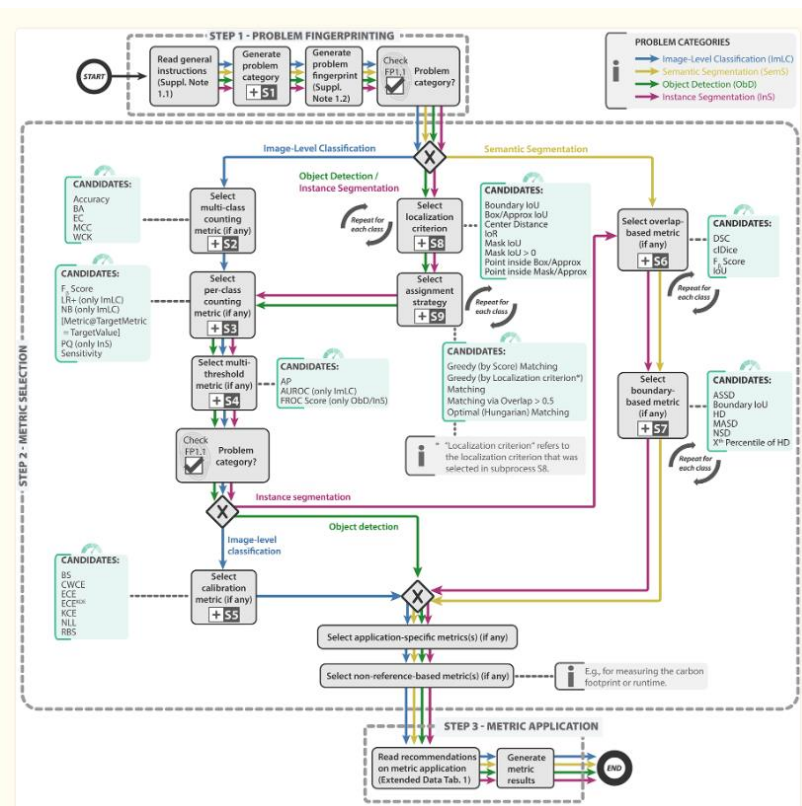 STEP 1 - PROBLEM FINGERPRINTING
START
Read general
instructions
(Suppl. Note
1.1)
Generate
problem
category
+ S1
Generate
problem
fingerprint
(Suppl.
Note 1.2)
Check
FP1.1
Problem
category?
i
PROBLEM CATEGORIES
Image-Level Classification (ImLC)
Semantic Segmentation (SemS)
Object Detection (ObD)
Instance Segmentation (InS)
STEP 2 - METRIC SELECTION
X
Image-Level Classification
Object Detection /
Instance Segmentation
Semantic Segmentation
CANDIDATES:
Accuracy
BA
EC
MCC
WCK
Select
multi-class
counting
metric (if any)
+ S2
Repeat for
each class
Select
localization
criterion
+ S8
CANDIDATES:
Boundary IoU
Box/Approx IoU
Center Distance
IoR
Mask IoU
Mask IoU > 0
Point inside Box/Approx
Point inside Mask/Approx
Select overlap-
based metric
(if any)
+ S6
CANDIDATES:
DSC
clDice
Fᵦ Score
IoU
Repeat for
each class
CANDIDATES:
Fᵦ Score
LR+ (only ImLC)
NB (only ImLC)
[Metric@TargetMetric
= TargetValue]
PQ (only InS)
Sensitivity
Select
per-class
counting
metric (if any)
+ S3
Select
assignment
strategy
+ S9
Repeat for
each class
Select multi-
threshold
metric (if any)
+ S4
CANDIDATES:
AP
AUROC (only ImLC)
FROC Score (only ObD/InS)
CANDIDATES:
Greedy (by Score) Matching
Greedy (by Localization criterion*)
Matching
Matching via Overlap > 0.5
Optimal (Hungarian) Matching
Select
boundary-
based metric
(if any)
+ S7
CANDIDATES:
ASSD
Boundary IoU
HD
MASD
NSD
Xᵗʰ Percentile of HD
Repeat for
each class
Check
FP1.1
Problem
category?
i
* "Localization criterion" refers to
the localization criterion that was
selected in subprocess S8.
X
Instance segmentation
Object detection
Image-level
classification
CANDIDATES:
BS
CWCE
ECE
ECEᴷᴰᴱ
KCE
NLL
RBS
Select
calibration
metric (if any)
+ S5
X
Select application-specific metrics(s) (if any)
Select non-reference-based metric(s) (if any)
i
E.g., for measuring the carbon
footprint or runtime.
STEP 3 - METRIC APPLICATION
Read recommendations
on metric application
(Extended Data Tab. 1)
Generate
metric
results
END